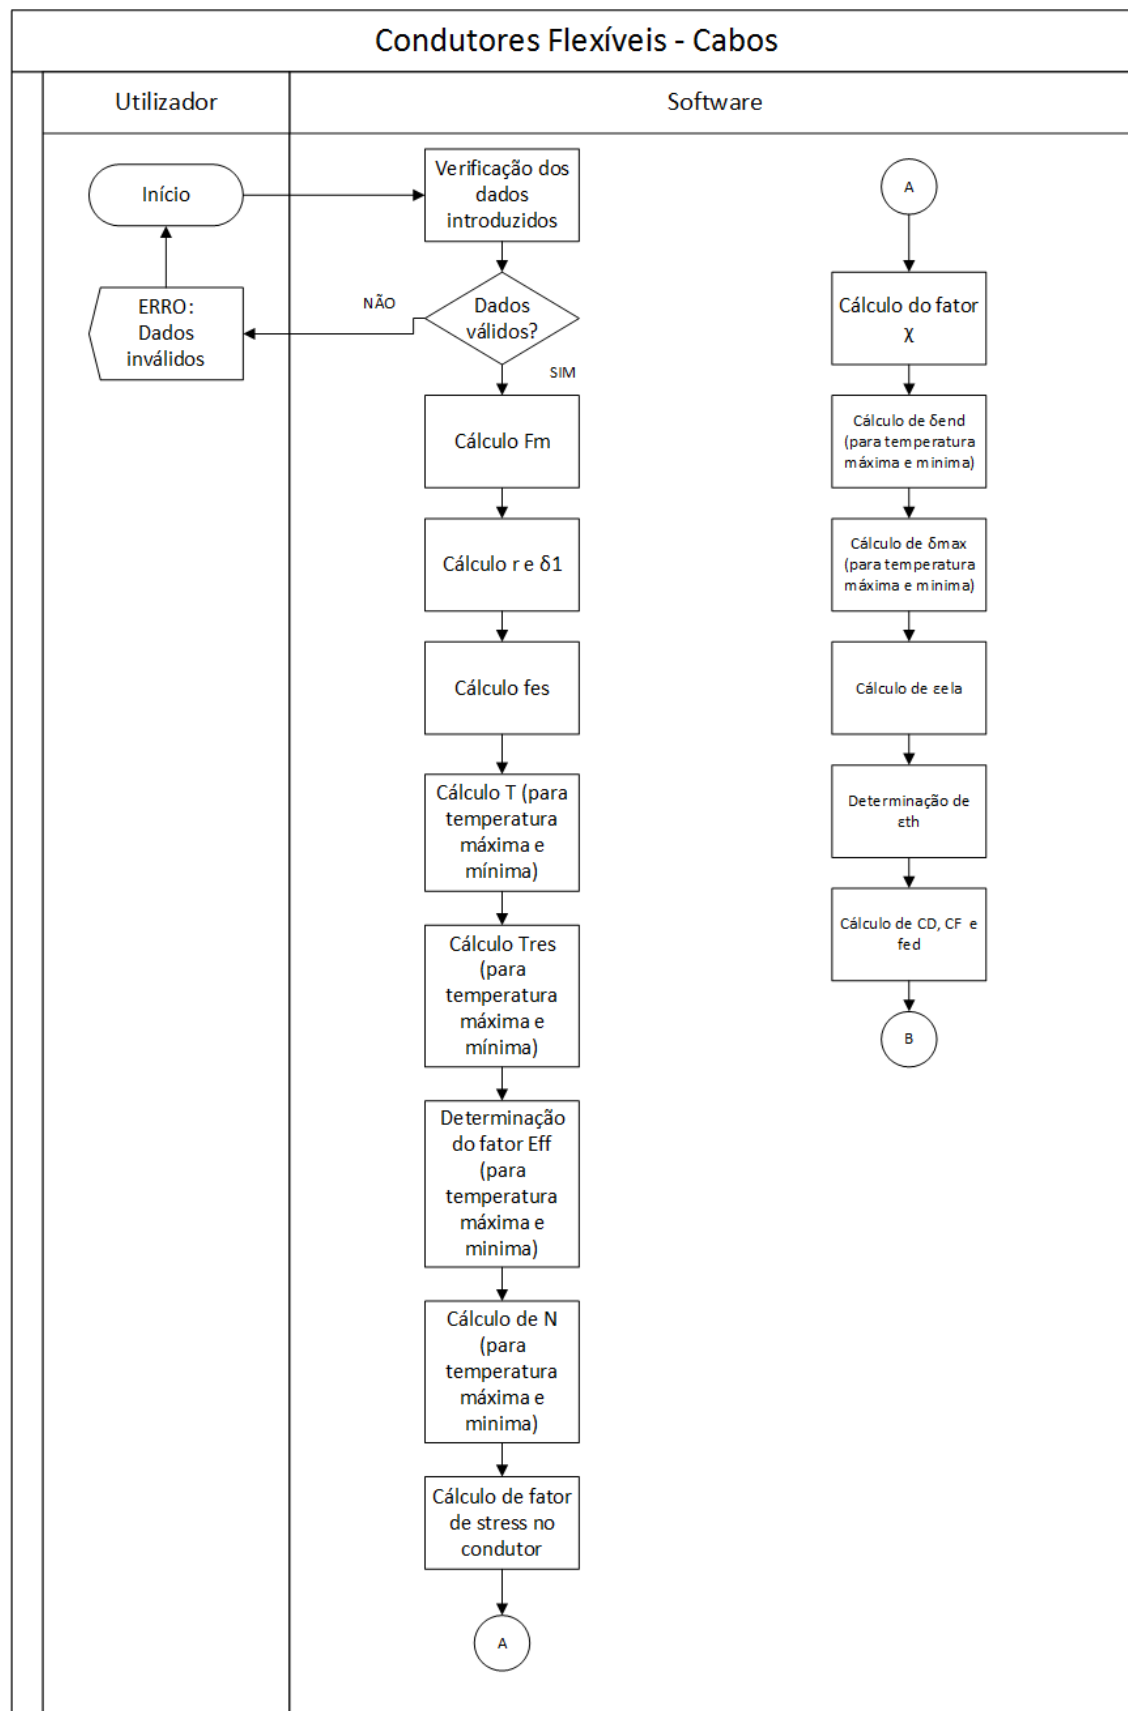 Condutores Flexíveis - Cabos
Utilizador
Software
Início
Verificação dos
dados
introduzidos
ERRO:
Dados
inválidos
NÃO
Dados
válidos?
SIM
Cálculo Fm
Cálculo r e δ1
Cálculo fes
Cálculo T (para
temperatura
máxima e
mínima)
Cálculo Tres
(para
temperatura
máxima e
mínima)
Determinação
do fator Eff
(para
temperatura
máxima e
minima)
Cálculo de N
(para
temperatura
máxima e
minima)
Cálculo de fator
de stress no
condutor
A
A
Cálculo do fator
χ
Cálculo de δend
(para temperatura
máxima e minima)
Cálculo de δmax
(para temperatura
máxima e minima)
Cálculo de εela
Determinação de
εth
Cálculo de CD, CF e
fed
B